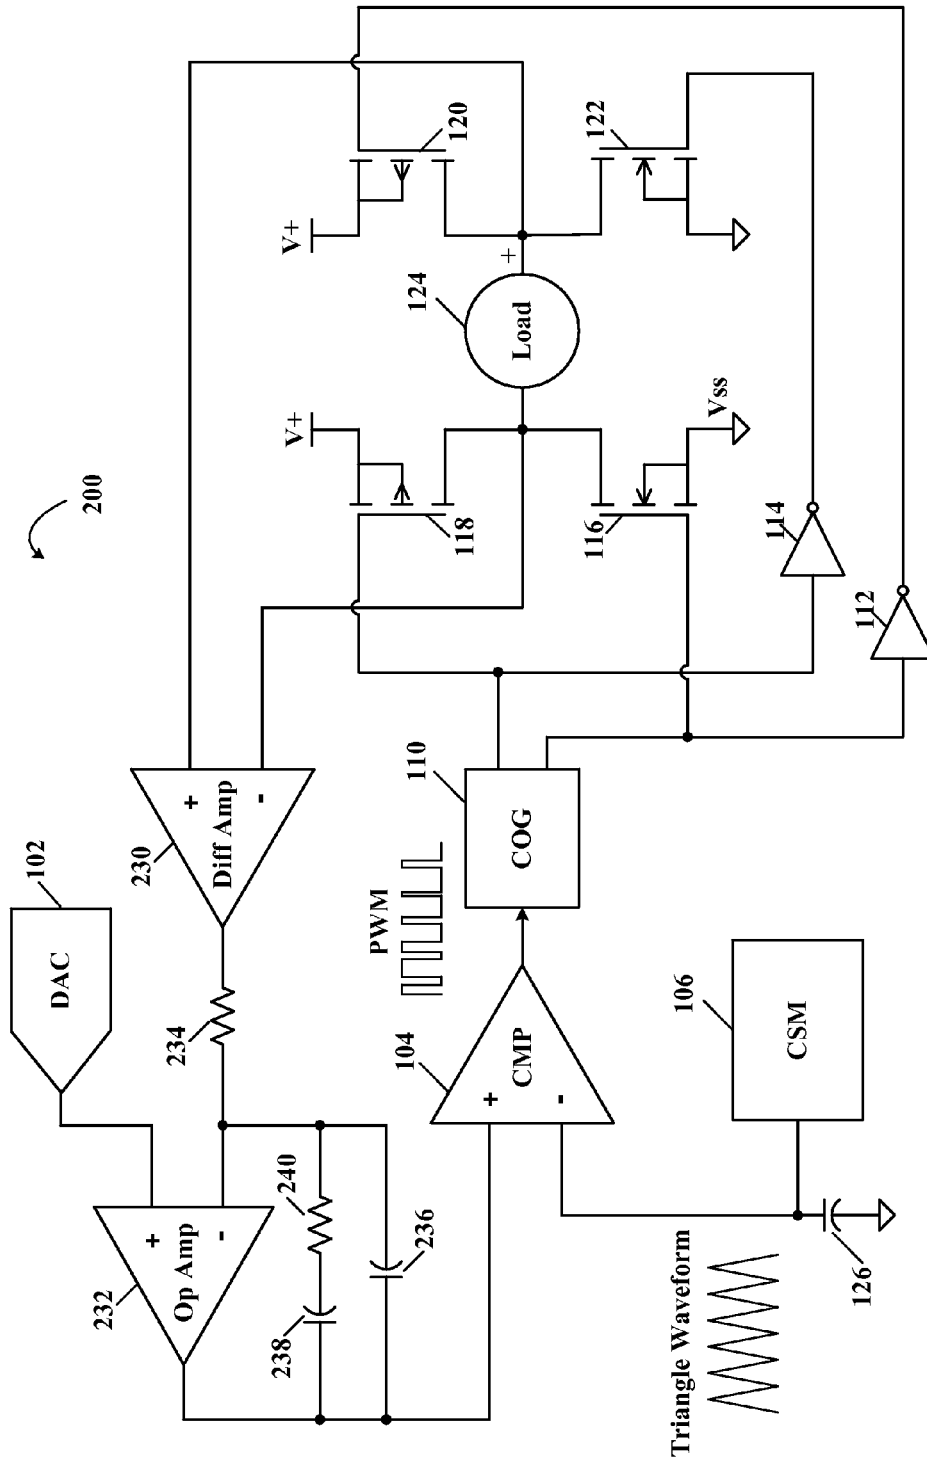 200
102
DAC
230
+
-
Diff Amp
234
232
+
-
Op Amp
240
238
236
PWM
110
COG
104
+
-
CMP
106
CSM
126
Triangle Waveform
V+
118
116
Vss
124
Load
+
V+
120
122
114
112